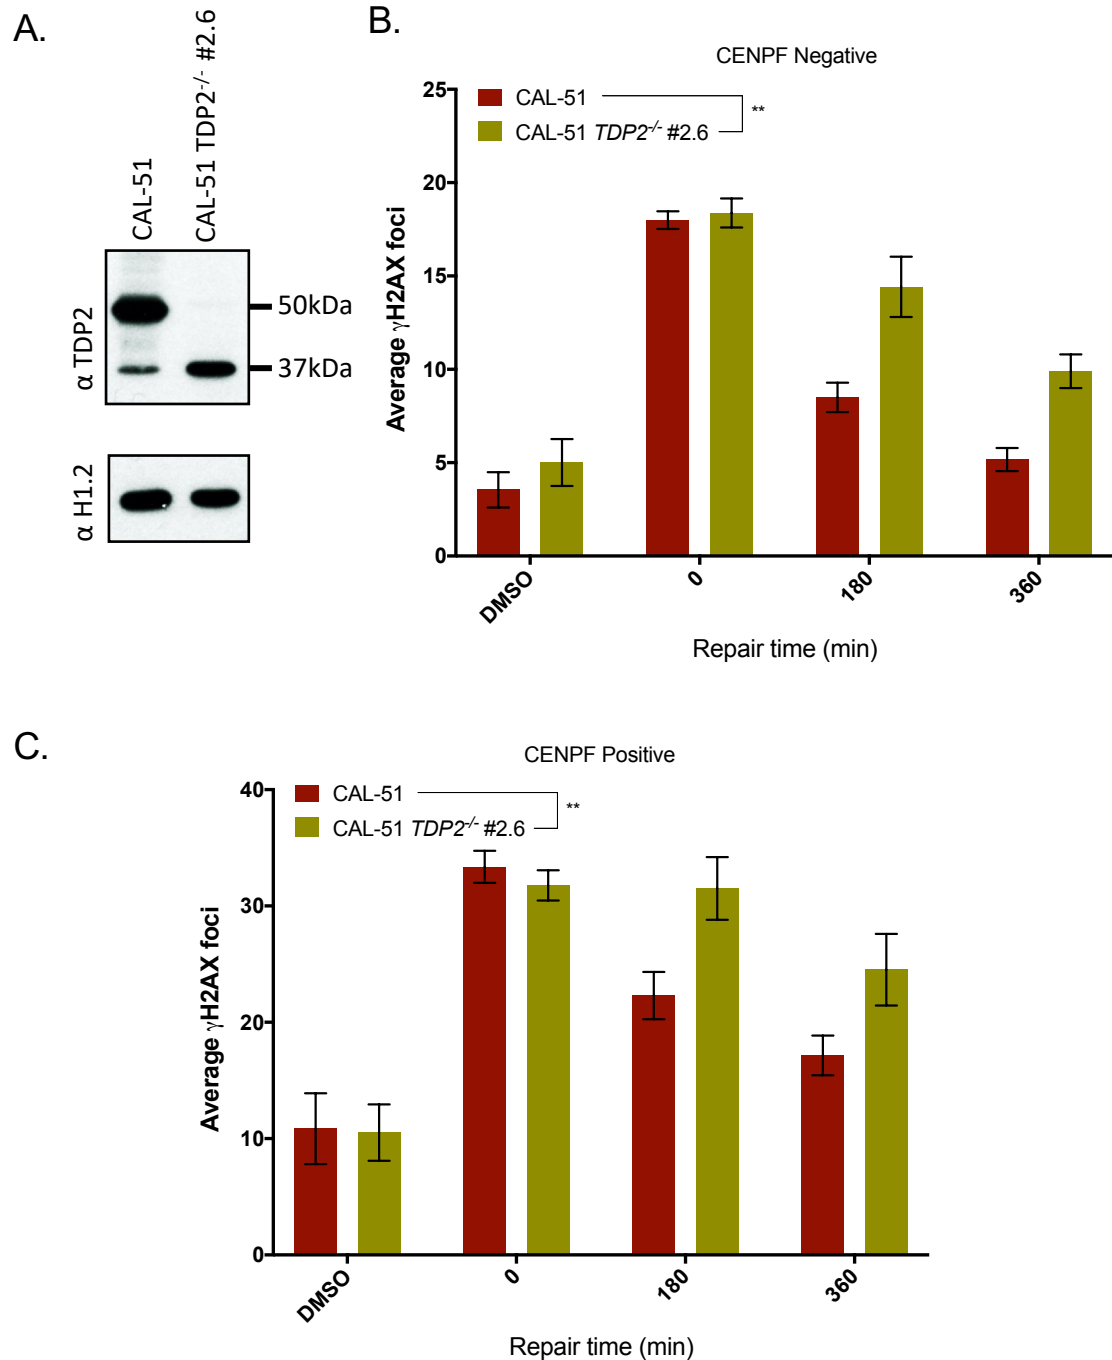 A.
CAL-51
CAL-51 TDP2-/- #2.6
α TDP2
50kDa
37kDa
α H1.2
B.
CENPF Negative
CAL-51
CAL-51 TDP2-/- #2.6
**
Average γH2AX foci
25
20
15
10
5
0
DMSO
0
180
360
Repair time (min)
C.
CENPF Positive
CAL-51
CAL-51 TDP2-/- #2.6
**
Average γH2AX foci
40
30
20
10
0
DMSO
0
180
360
Repair time (min)